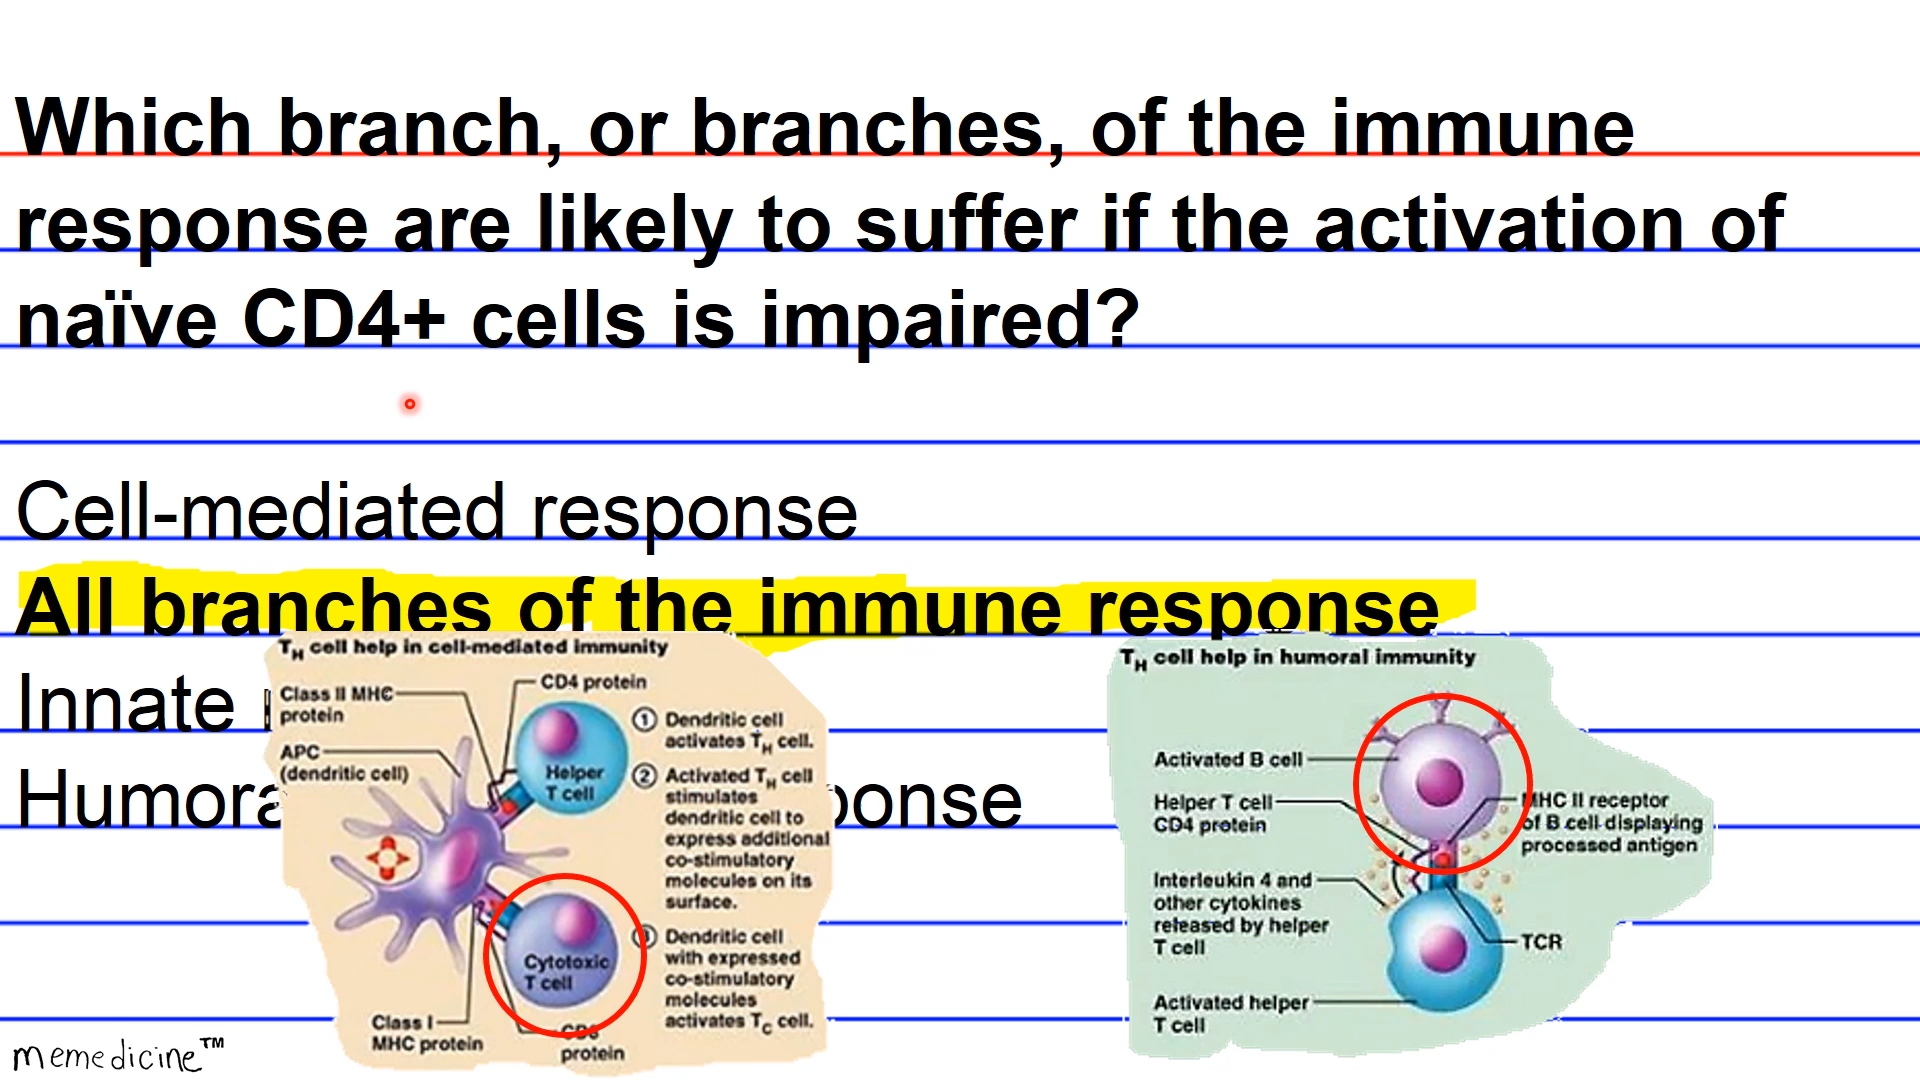 Which branch, or branches, of the immune
response are likely to suffer if the activation of
naïve CD4+ cells is impaired?
Cell-mediated response
All branches of the immune response
Innate
Humora ponse
TH cell help in cell-mediated immunity
Class II MHC
protein
CD4 protein
APC
(dendritic cell)
Helper
T cell
Cytotoxic
T cell
Class I
MHC protein
CD8
protein
1 Dendritic cell
activates TH cell.
2 Activated TH cell
stimulates
dendritic cell to
express additional
co-stimulatory
molecules on its
surface.
3 Dendritic cell
with expressed
co-stimulatory
molecules
activates TC cell.
TH cell help in humoral immunity
Activated B cell
Helper T cell
CD4 protein
Interleukin 4 and
other cytokines
released by helper
T cell
Activated helper
T cell
MHC II receptor
of B cell displaying
processed antigen
TCR
memedicine™